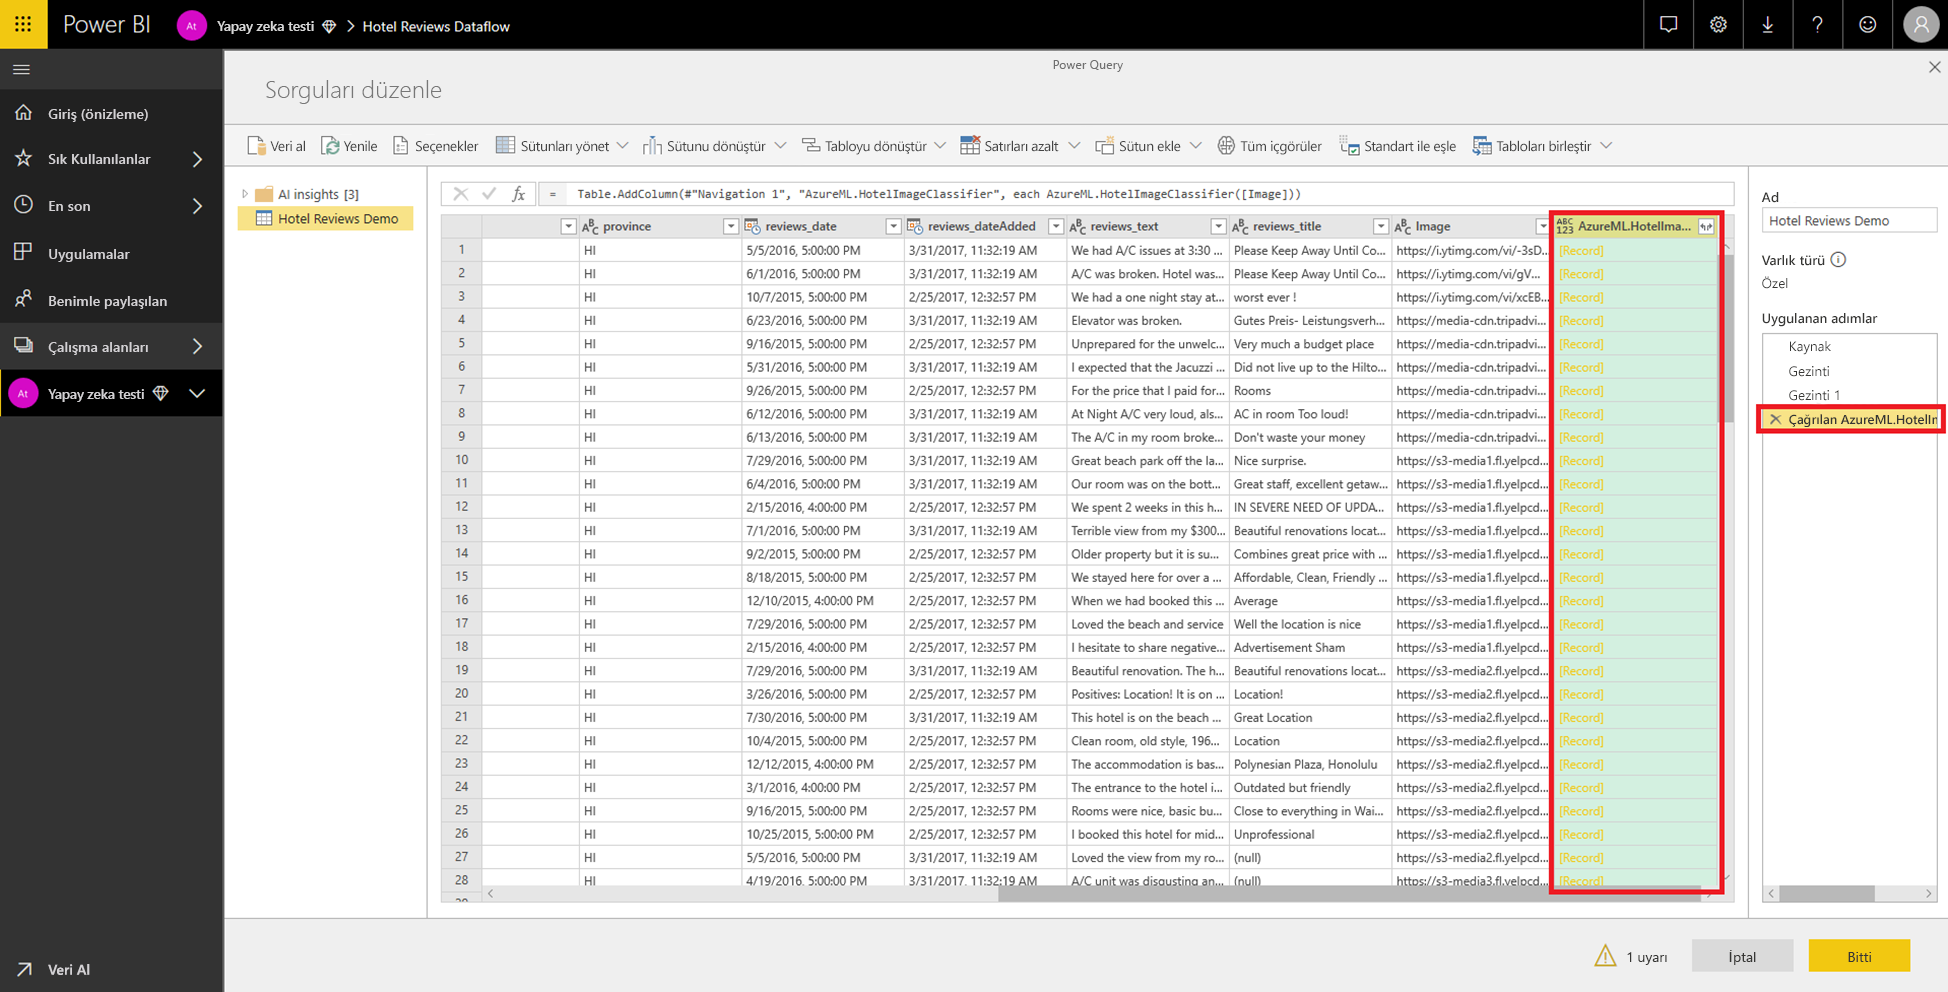 Power BI
At
Yapay zeka testi
Hotel Reviews Dataflow
Power Query
Sorguları düzenle
Giriş (önizleme)
Sık Kullanılanlar
En son
Uygulamalar
Benimle paylaşılan
Çalışma alanları
At
Yapay zeka testi
Veri Al
Veri al
Yenile
Seçenekler
Sütunları yönet
Sütunu dönüştür
Tabloyu dönüştür
Satırları azalt
Sütun ekle
Tüm içgörüler
Standart ile eşle
Tabloları birleştir
AI insights [3]
Hotel Reviews Demo
fx
= Table.AddColumn(#"Navigation 1", "AzureML.HotelImageClassifier", each AzureML.HotelImageClassifier([Image]))
ABC province ABC reviews_date reviews_dateAdded ABC reviews_text ABC reviews_title ABC Image ABC 123 AzureML.HotelIma...
1 HI 5/5/2016, 5:00:00 PM 3/31/2017, 11:32:19 AM We had A/C issues at 3:30 ... Please Keep Away Until Co... https://i.ytimg.com/vi/-3sD... [Record]
2 HI 6/1/2016, 5:00:00 PM 3/31/2017, 11:32:19 AM A/C was broken. Hotel was... Please Keep Away Until Co... https://i.ytimg.com/vi/gV... [Record]
3 HI 10/7/2015, 5:00:00 PM 2/25/2017, 12:32:57 PM We had a one night stay at... worst ever ! https://i.ytimg.com/vi/xcEB... [Record]
4 HI 6/23/2016, 5:00:00 PM 3/31/2017, 11:32:19 AM Elevator was broken. Gutes Preis- Leistungsverh... https://media-cdn.tripadvi... [Record]
5 HI 9/16/2015, 5:00:00 PM 2/25/2017, 12:32:57 PM Unprepared for the unwelc... Very much a budget place https://media-cdn.tripadvi... [Record]
6 HI 5/31/2016, 5:00:00 PM 3/31/2017, 11:32:19 AM I expected that the Jacuzzi ... Did not live up to the Hilto... https://media-cdn.tripadvi... [Record]
7 HI 9/26/2015, 5:00:00 PM 2/25/2017, 12:32:57 PM For the price that I paid for... Rooms https://media-cdn.tripadvi... [Record]
8 HI 6/12/2016, 5:00:00 PM 3/31/2017, 11:32:19 AM At Night A/C very loud, als... AC in room Too loud! https://media-cdn.tripadvi... [Record]
9 HI 6/13/2016, 5:00:00 PM 3/31/2017, 11:32:19 AM The A/C in my room broke... Don't waste your money https://media-cdn.tripadvi... [Record]
10 HI 7/29/2016, 5:00:00 PM 3/31/2017, 11:32:19 AM Great beach park off the la... Nice surprise. https://s3-media1.fl.yelpcd... [Record]
11 HI 6/4/2016, 5:00:00 PM 3/31/2017, 11:32:19 AM Our room was on the bott... Great staff, excellent getaw... https://s3-media1.fl.yelpcd... [Record]
12 HI 2/15/2016, 4:00:00 PM 2/25/2017, 12:32:57 PM We spent 2 weeks in this h... IN SEVERE NEED OF UPDA... https://s3-media1.fl.yelpcd... [Record]
13 HI 7/1/2016, 5:00:00 PM 3/31/2017, 11:32:19 AM Terrible view from my $300... Beautiful renovations locat... https://s3-media1.fl.yelpcd... [Record]
14 HI 9/2/2015, 5:00:00 PM 2/25/2017, 12:32:57 PM Older property but it is su... Combines great price with ... https://s3-media1.fl.yelpcd... [Record]
15 HI 8/18/2015, 5:00:00 PM 2/25/2017, 12:32:57 PM We stayed here for over a ... Affordable, Clean, Friendly ... https://s3-media1.fl.yelpcd... [Record]
16 HI 12/10/2015, 4:00:00 PM 2/25/2017, 12:32:57 PM When we had booked this ... Average https://s3-media1.fl.yelpcd... [Record]
17 HI 7/29/2016, 5:00:00 PM 2/25/2017, 12:32:57 PM Loved the beach and service Well the location is nice https://s3-media1.fl.yelpcd... [Record]
18 HI 2/15/2016, 4:00:00 PM 2/25/2017, 12:32:57 PM I hesitate to share negative... Advertisement Sham https://s3-media1.fl.yelpcd... [Record]
19 HI 7/29/2016, 5:00:00 PM 3/31/2017, 11:32:19 AM Beautiful renovation. The h... Beautiful renovations locat... https://s3-media2.fl.yelpcd... [Record]
20 HI 3/26/2016, 5:00:00 PM 2/25/2017, 12:32:57 PM Positives: Location! It is on ... Location! https://s3-media2.fl.yelpcd... [Record]
21 HI 7/30/2016, 5:00:00 PM 3/31/2017, 11:32:19 AM This hotel is on the beach ... Great Location https://s3-media2.fl.yelpcd... [Record]
22 HI 10/4/2015, 5:00:00 PM 2/25/2017, 12:32:57 PM Clean room, old style, 196... Location https://s3-media2.fl.yelpcd... [Record]
23 HI 12/12/2015, 4:00:00 PM 2/25/2017, 12:32:57 PM The accommodation is bas... Polynesian Plaza, Honolulu https://s3-media2.fl.yelpcd... [Record]
24 HI 3/1/2016, 4:00:00 PM 2/25/2017, 12:32:57 PM The entrance to the hotel i... Outdated but friendly https://s3-media2.fl.yelpcd... [Record]
25 HI 9/16/2015, 5:00:00 PM 2/25/2017, 12:32:57 PM Rooms were nice, basic bu... Close to everything in Wai... https://s3-media2.fl.yelpcd... [Record]
26 HI 10/25/2015, 5:00:00 PM 2/25/2017, 12:32:57 PM I booked this hotel for mid... Unprofessional https://s3-media2.fl.yelpcd... [Record]
27 HI 5/5/2016, 5:00:00 PM 3/31/2017, 11:32:19 AM Loved the view from my ro... (null) https://s3-media2.fl.yelpcd... [Record]
28 HI 4/19/2016, 5:00:00 PM 3/31/2017, 11:32:19 AM A/C unit was disgusting an... (null) https://s3-media3.fl.yelpcd... [Record]
Ad
Hotel Reviews Demo
Varlık türü
Özel
Uygulanan adımlar
Kaynak
Gezinti
Gezinti 1
Çağrılan AzureML.HotelIn
1 uyarı
İptal
Bitti